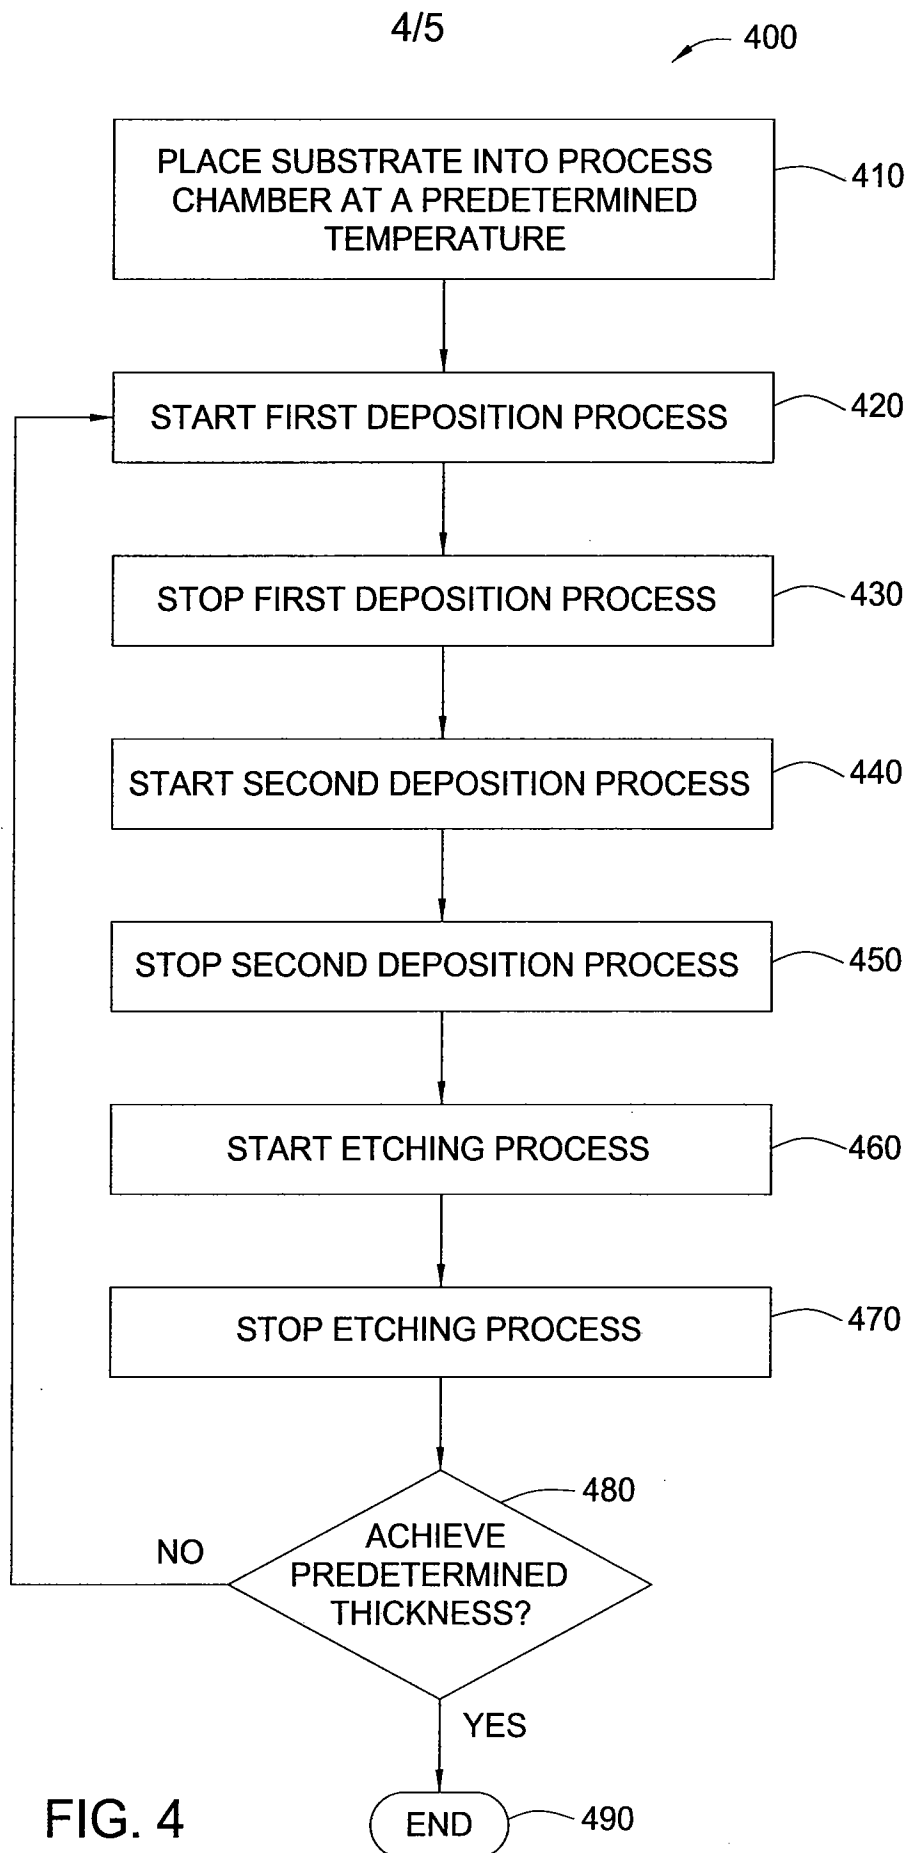 4/5
400
PLACE SUBSTRATE INTO PROCESS
CHAMBER AT A PREDETERMINED
TEMPERATURE
410
START FIRST DEPOSITION PROCESS
420
STOP FIRST DEPOSITION PROCESS
430
START SECOND DEPOSITION PROCESS
440
STOP SECOND DEPOSITION PROCESS
450
START ETCHING PROCESS
460
STOP ETCHING PROCESS
470
480
ACHIEVE
PREDETERMINED
THICKNESS?
NO
YES
END
490
FIG. 4